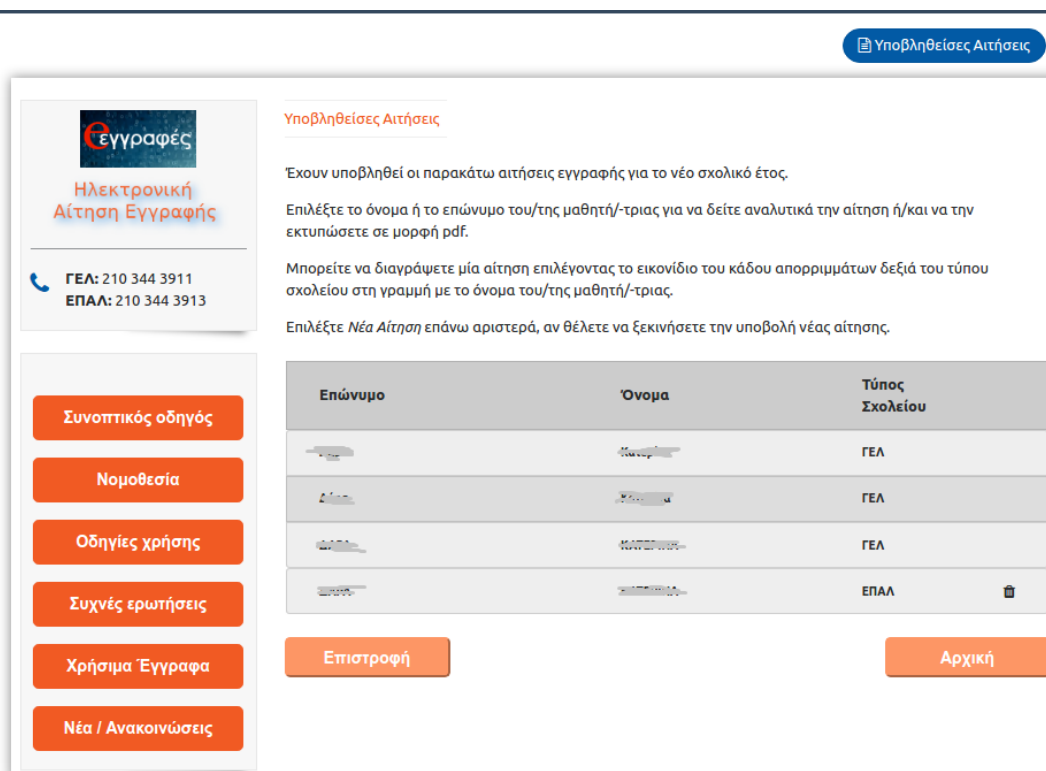 Υποβληθείσες Αιτήσεις
eεγγραφές
Ηλεκτρονική
Αίτηση Εγγραφής
ΓΕΛ: 210 344 3911
ΕΠΑΛ: 210 344 3913
Συνοπτικός οδηγός
Νομοθεσία
Οδηγίες χρήσης
Συχνές ερωτήσεις
Χρήσιμα Έγγραφα
Νέα / Ανακοινώσεις
Υποβληθείσες Αιτήσεις
Έχουν υποβληθεί οι παρακάτω αιτήσεις εγγραφής για το νέο σχολικό έτος.
Επιλέξτε το όνομα ή το επώνυμο του/της μαθητή/-τριας για να δείτε αναλυτικά την αίτηση ή/και να την
εκτυπώσετε σε μορφή pdf.
Μπορείτε να διαγράψετε μία αίτηση επιλέγοντας το εικονίδιο του κάδου απορριμμάτων δεξιά του τύπου
σχολείου στη γραμμή με το όνομα του/της μαθητή/-τριας.
Επιλέξτε Νέα Αίτηση επάνω αριστερά, αν θέλετε να ξεκινήσετε την υποβολή νέας αίτησης.
Επώνυμο Όνομα Τύπος
Σχολείου
ΓΕΛ
ΓΕΛ
ΓΕΛ
ΕΠΑΛ
Επιστροφή Αρχική